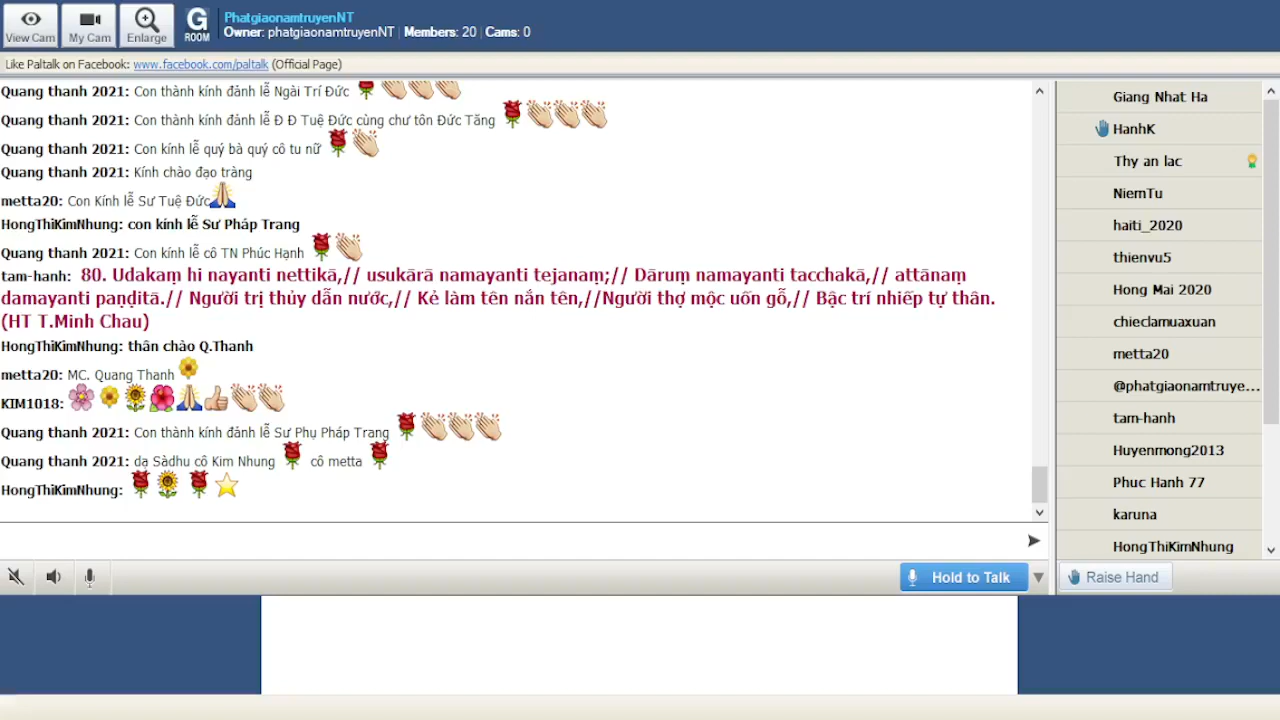 PhatgiaonamtruyenNT
Owner: phatgiaonamtruyenNT | Members: 20 | Cams: 0
View Cam
My Cam
Enlarge
G ROOM
Like Paltalk on Facebook: www.facebook.com/paltalk (Official Page)
Quang thanh 2021: Con thành kính đảnh lễ Ngài Trí Đức
Quang thanh 2021: Con thành kính đảnh lễ Đ Đ Tuệ Đức cùng chư tôn Đức Tăng
Quang thanh 2021: Con kính lễ quý bà quý cô tu nữ
Quang thanh 2021: Kính chào đạo tràng
metta20: Con Kính lễ Sư Tuệ Đức
HongThiKimNhung: con kính lễ Sư Pháp Trang
Quang thanh 2021: Con kính lễ cô TN Phúc Hạnh
tam-hanh: 80. Udakaṃ hi nayanti nettikā,// usukārā namayanti tejanaṃ;// Dāruṃ namayanti tacchakā,// attānaṃ
damayanti paṇḍitā.// Người trị thủy dẫn nước,// Kẻ làm tên nắn tên,//Người thợ mộc uốn gỗ,// Bậc trí nhiếp tự thân.
(HT T.Minh Chau)
HongThiKimNhung: thân chào Q.Thanh
metta20: MC. Quang Thanh
KIM1018:
Quang thanh 2021: Con thành kính đảnh lễ Sư Phụ Pháp Trang
Quang thanh 2021: dạ Sàdhu cô Kim Nhung cô metta
HongThiKimNhung:
Hold to Talk
Giang Nhat Ha
HanhK
Thy an lac
NiemTu
haiti_2020
thienvu5
Hong Mai 2020
chieclamuaxuan
metta20
@phatgiaonamtruye...
tam-hanh
Huyenmong2013
Phuc Hanh 77
karuna
HongThiKimNhung
Raise Hand